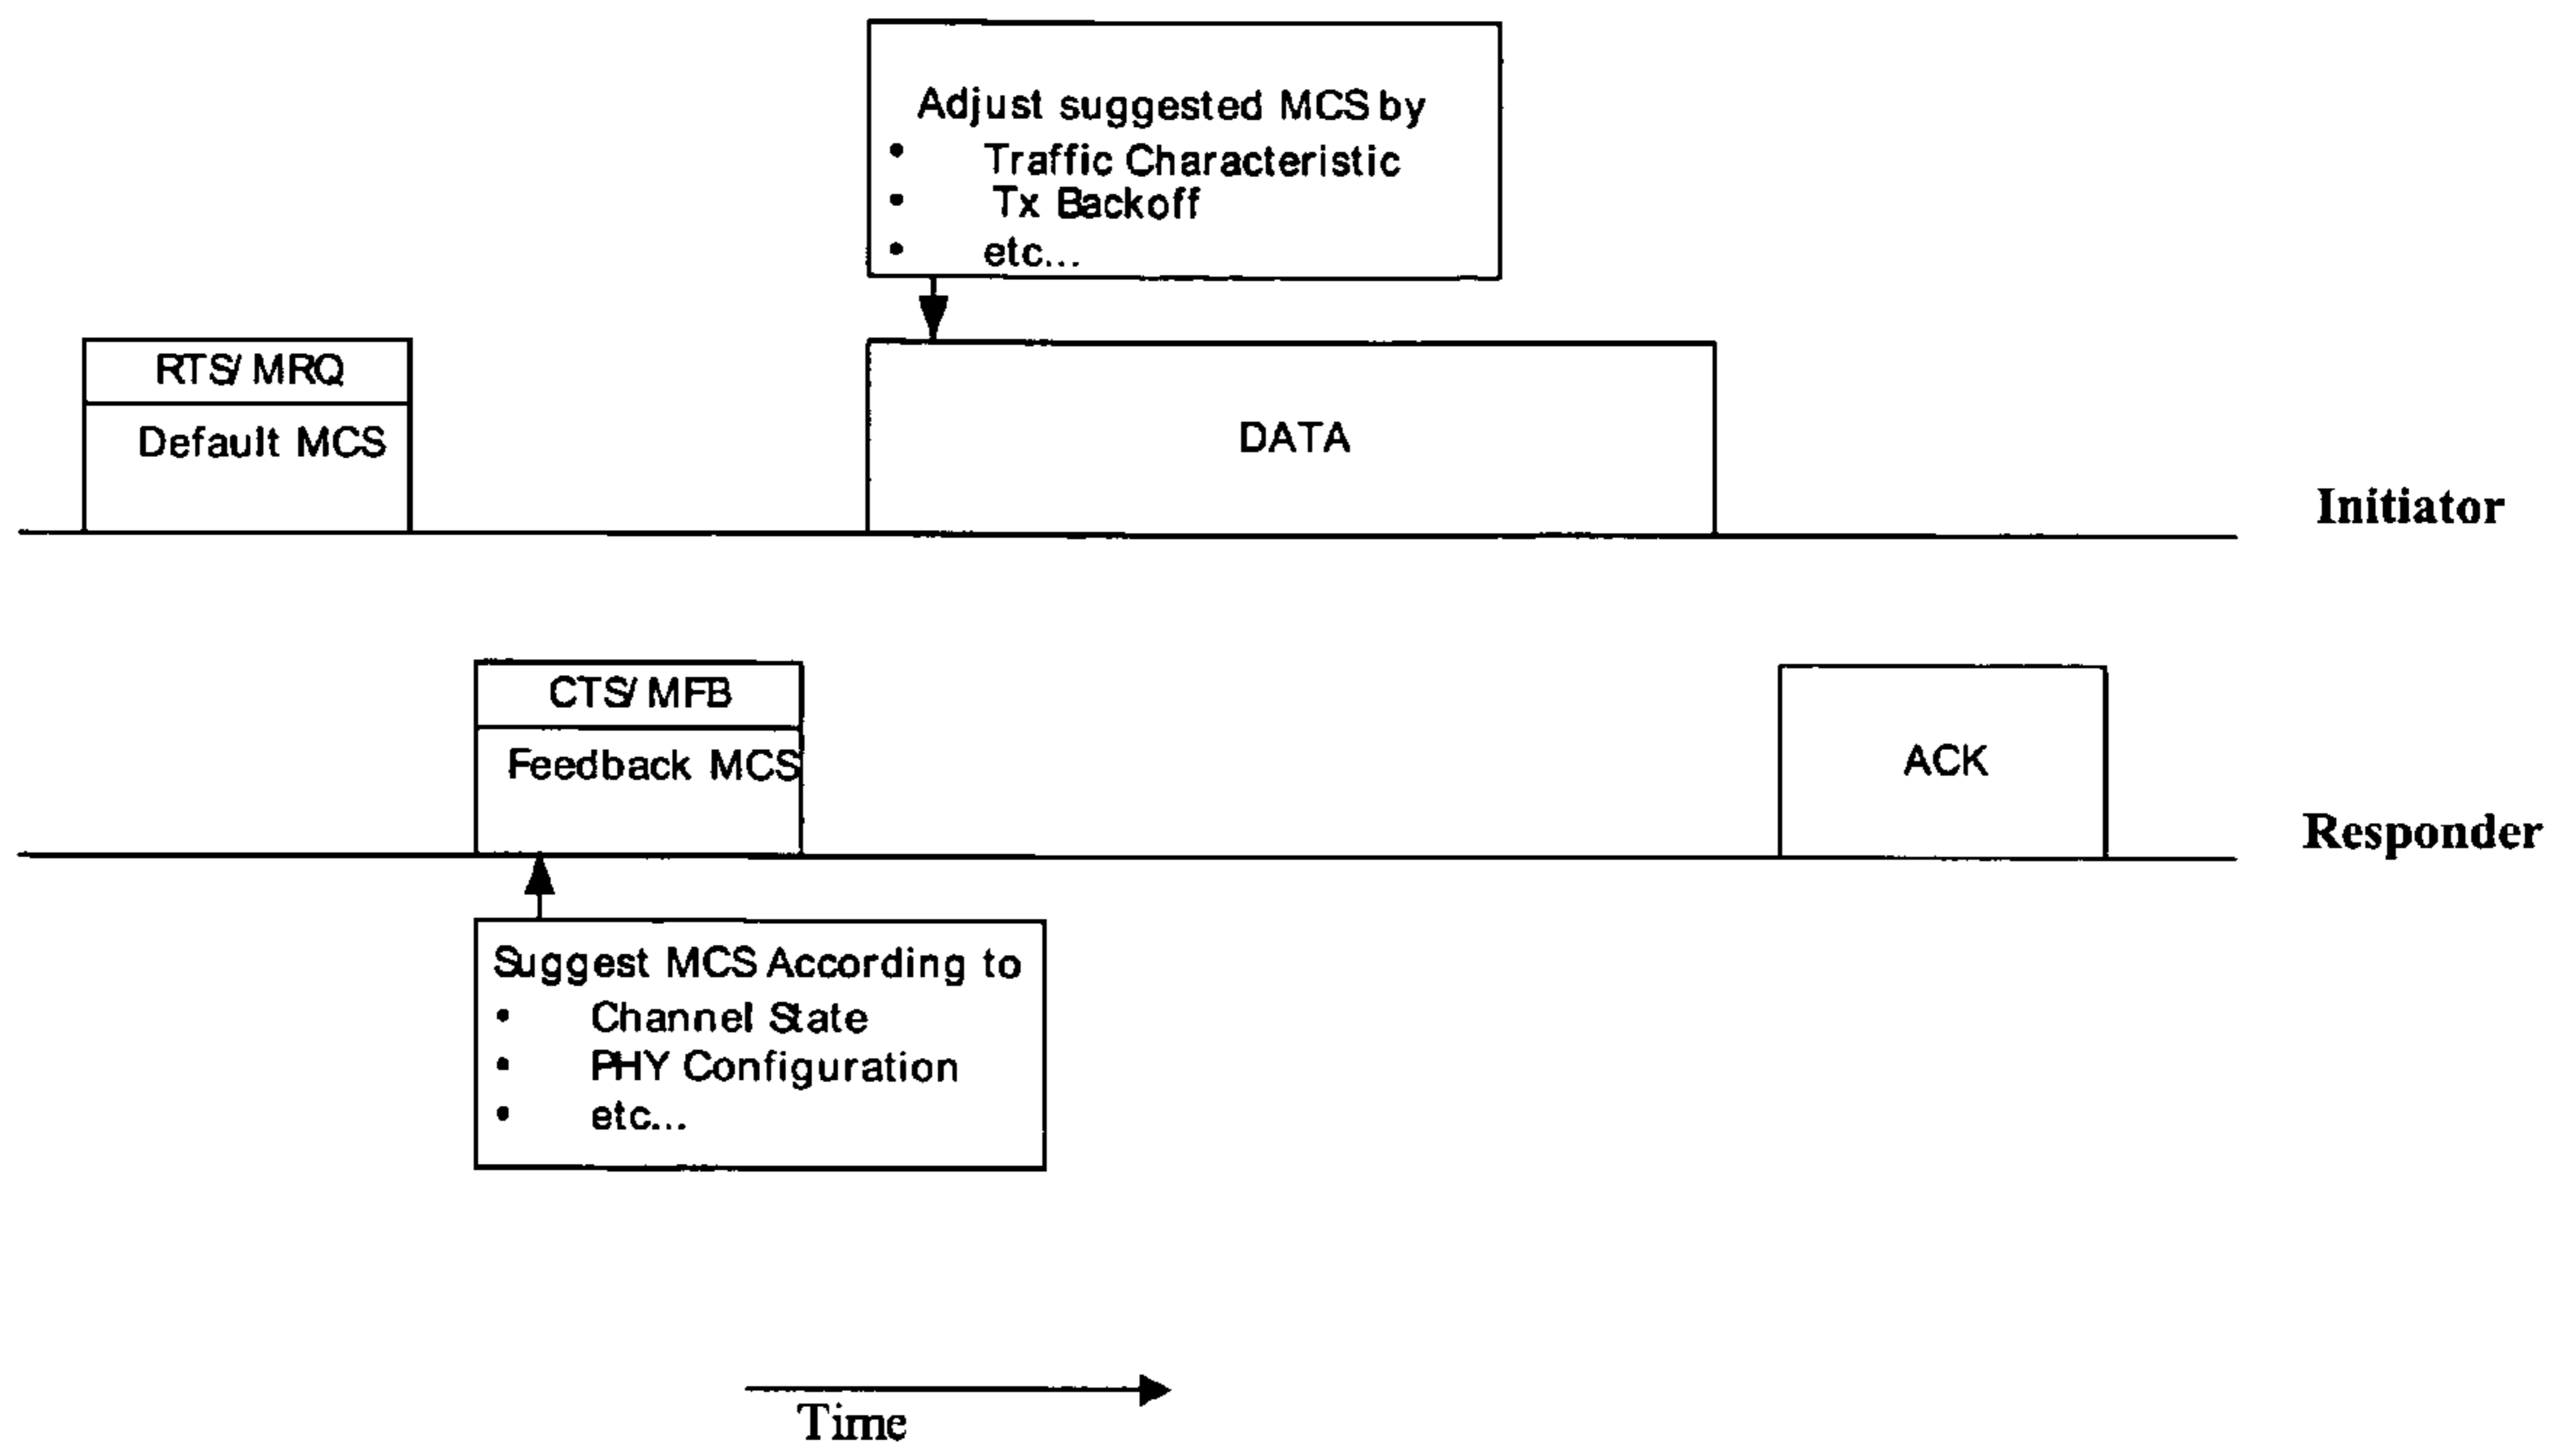 Adjust suggested MCS by
• Traffic Characteristic
• Tx Backoff
• etc...
RTS/ MRQ
Default MCS
DATA
Initiator
CTS/ MFB
Feedback MCS
ACK
Responder
Suggest MCS According to
• Channel State
• PHY Configuration
• etc...
Time